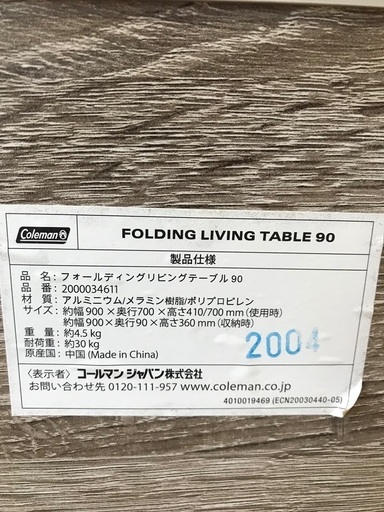 Coleman
FOLDING LIVING TABLE 90
製品仕様
品 名：フォールディングリビングテーブル90
品 番：2000034611
材 質：アルミニウム/メラミン樹脂/ポリプロピレン
サイズ：約幅900×奥行700×高さ410/700mm（使用時）
約幅900×奥行90×高さ360mm（収納時）
重 量：約4.5kg
耐荷重：約30kg
原産国：中国(Made in China)
2004
〈表示者〉コールマン ジャパン株式会社
お問い合わせ先 0120-111-957 www.coleman.co.jp
4010019469 (ECN20030440-05)